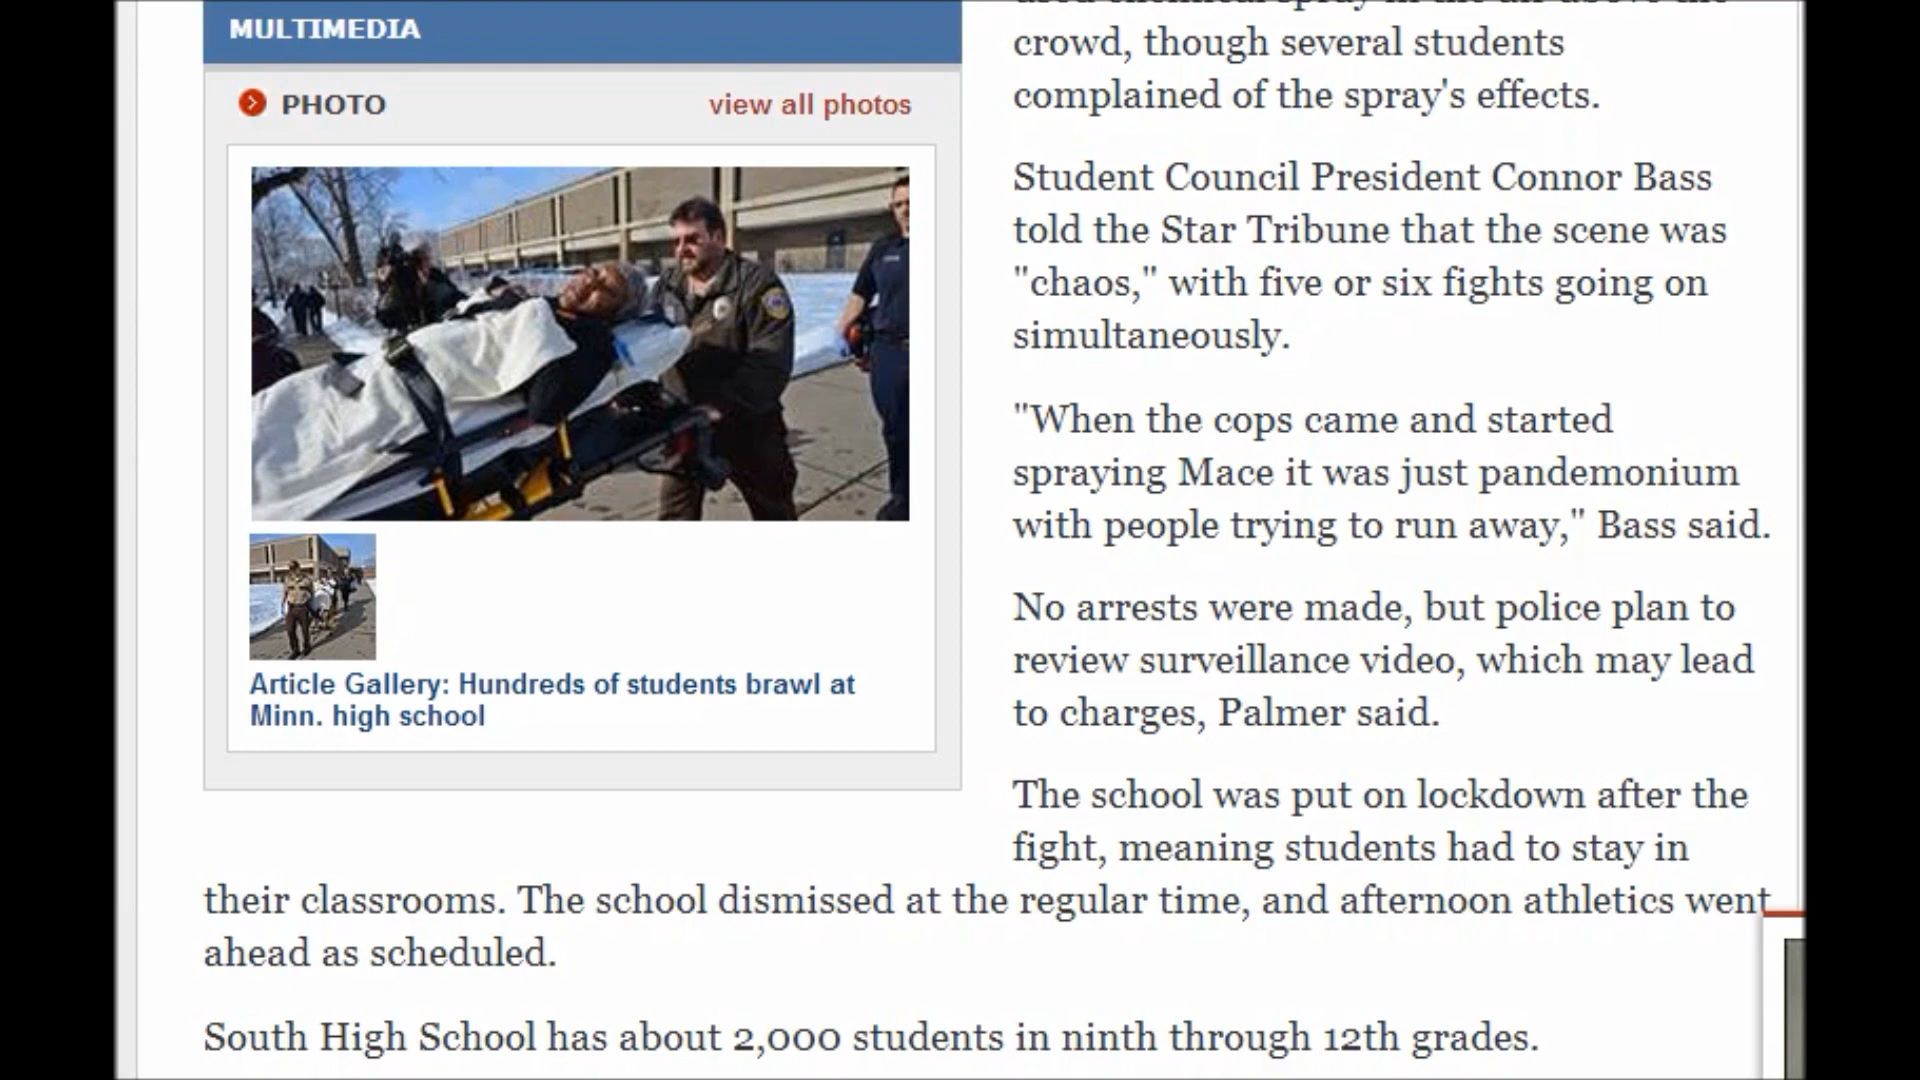 MULTIMEDIA
PHOTO
view all photos
Article Gallery: Hundreds of students brawl at
Minn. high school
crowd, though several students
complained of the spray's effects.
Student Council President Connor Bass
told the Star Tribune that the scene was
"chaos," with five or six fights going on
simultaneously.
"When the cops came and started
spraying Mace it was just pandemonium
with people trying to run away," Bass said.
No arrests were made, but police plan to
review surveillance video, which may lead
to charges, Palmer said.
The school was put on lockdown after the
fight, meaning students had to stay in
their classrooms. The school dismissed at the regular time, and afternoon athletics went
ahead as scheduled.
South High School has about 2,000 students in ninth through 12th grades.